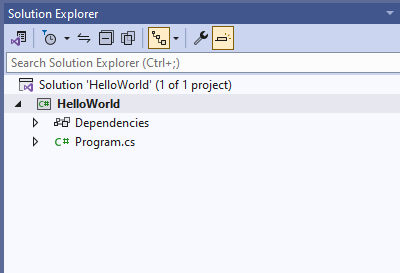 Solution Explorer
Search Solution Explorer (Ctrl+;)
Solution 'HelloWorld' (1 of 1 project)
C# HelloWorld
Dependencies
C# Program.cs